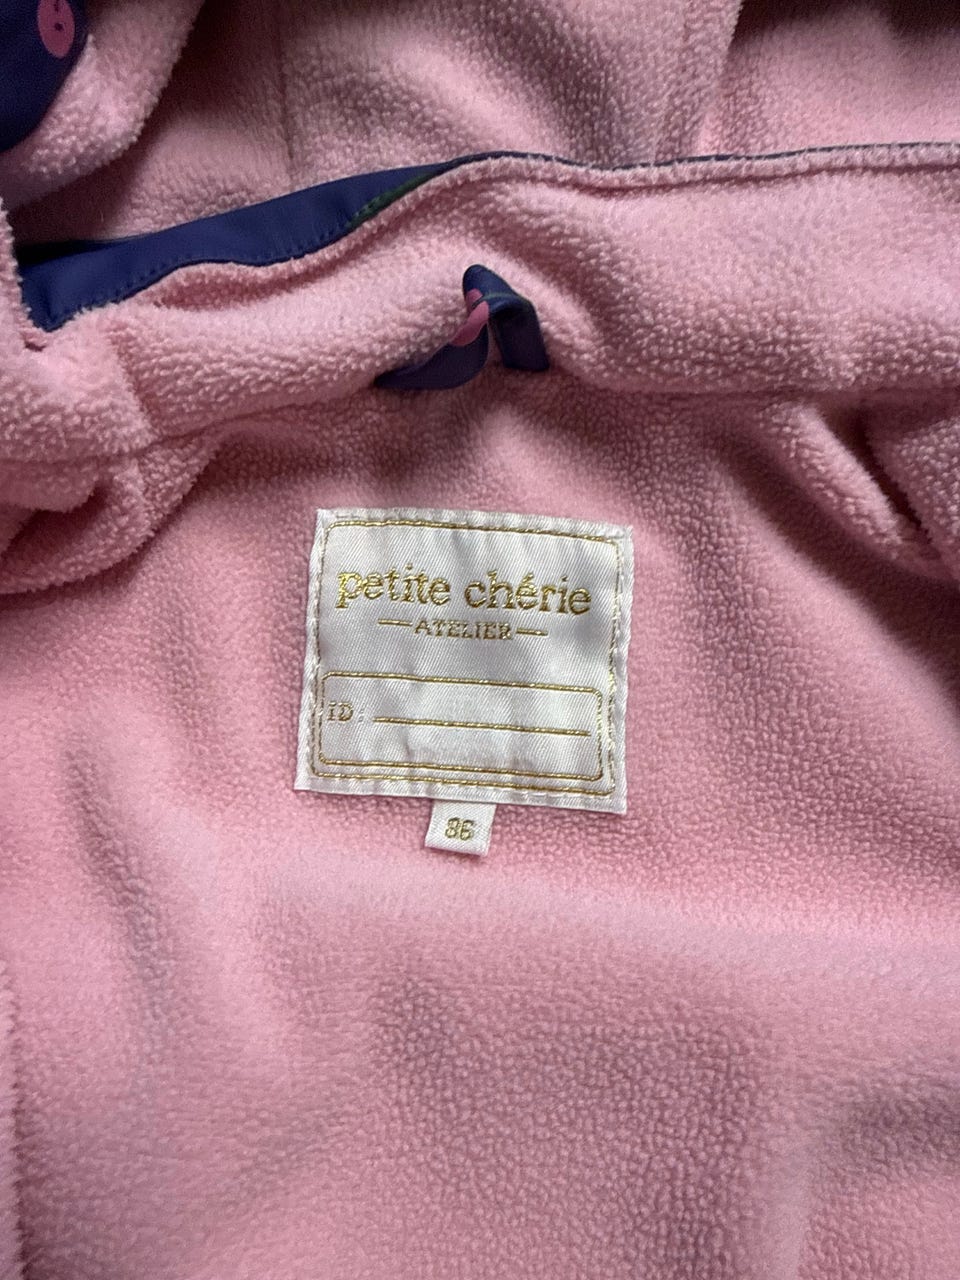 petite chérie
ATELIER
ID:
86